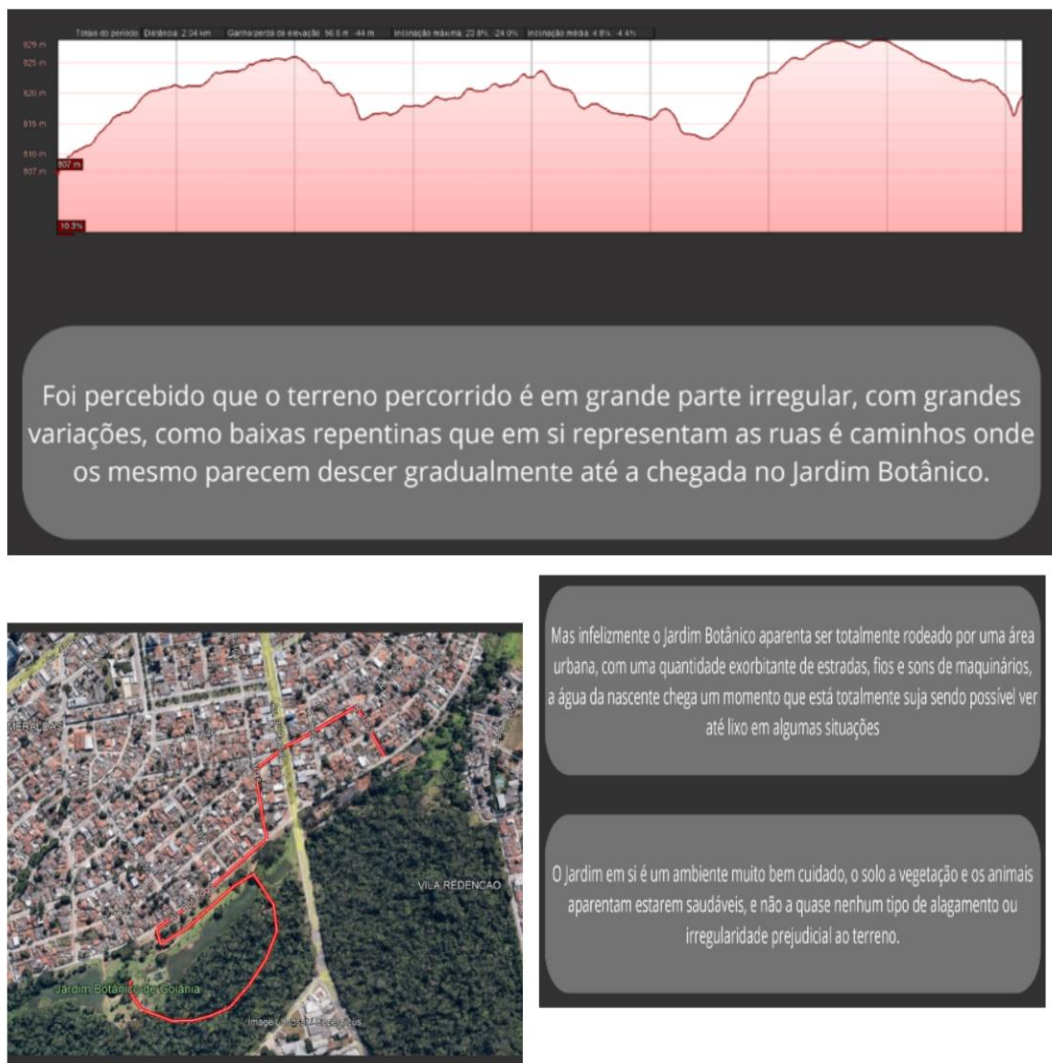 Totais do período: Distância: 2.04 km Ganho/perda de elevação: 56.6 m -44 m Inclinação máxima: 23.8%, -24.0% Inclinação média: 4.8%, -4.4%
829 m
825 m
820 m
815 m
810 m
807 m
807 m
10.3%
Foi percebido que o terreno percorrido é em grande parte irregular, com grandes
variações, como baixas repentinas que em si representam as ruas é caminhos onde
os mesmo parecem descer gradualmente até a chegada no Jardim Botânico.
Mas infelizmente o Jardim Botânico aparenta ser totalmente rodeado por uma área
urbana, com uma quantidade exorbitante de estradas, fios e sons de maquinários,
a água da nascente chega um momento que está totalmente suja sendo possível ver
até lixo em algumas situações
O Jardim em si é um ambiente muito bem cuidado, o solo a vegetação e os animais
aparentam estarem saudáveis, e não a quase nenhum tipo de alagamento ou
irregularidade prejudicial ao terreno.
VILA REDENCAO
Jardim Botânico de Goiânia
Image